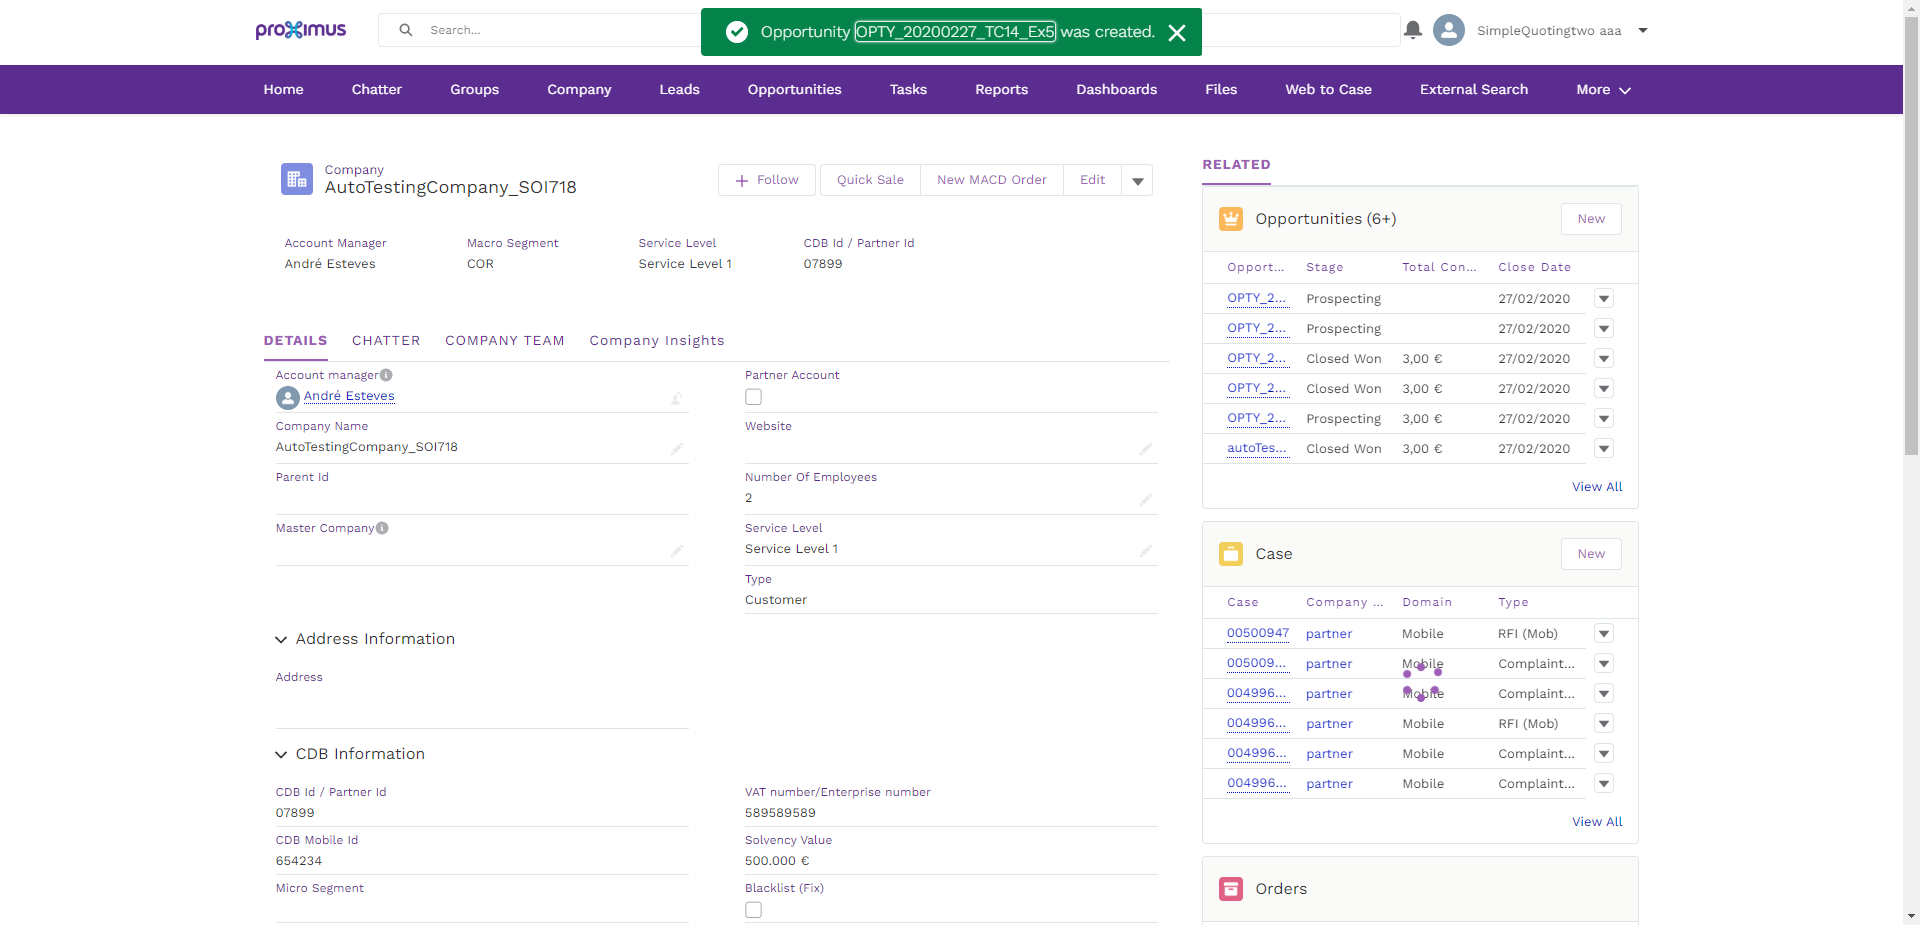 proximus
Search...
Opportunity OPTY_20200227_TC14_Ex5 was created.
SimpleQuotingtwo aaa
Home Chatter Groups Company Leads Opportunities Tasks Reports Dashboards Files Web to Case External Search More
Company
AutoTestingCompany_SOI718
Follow Quick Sale New MACD Order Edit
Account Manager Macro Segment Service Level CDB Id / Partner Id
André Esteves COR Service Level 1 07899
DETAILS CHATTER COMPANY TEAM Company Insights
Account manager
André Esteves
Partner Account
Company Name
AutoTestingCompany_SOI718
Website
Parent Id
Number Of Employees
2
Master Company
Service Level
Service Level 1
Type
Customer
Address Information
Address
CDB Information
CDB Id / Partner Id
07899
VAT number/Enterprise number
589589589
CDB Mobile Id
654234
Solvency Value
500.000 €
Micro Segment
Blacklist (Fix)
RELATED
Opportunities (6+) New
Opport... Stage Total Con... Close Date
OPTY_2... Prospecting 27/02/2020
OPTY_2... Prospecting 27/02/2020
OPTY_2... Closed Won 3,00 € 27/02/2020
OPTY_2... Closed Won 3,00 € 27/02/2020
OPTY_2... Prospecting 3,00 € 27/02/2020
autoTes... Closed Won 3,00 € 27/02/2020
View All
Case New
Case Company ... Domain Type
00500947 partner Mobile RFI (Mob)
005009... partner Mobile Complaint...
004996... partner Mobile Complaint...
004996... partner Mobile RFI (Mob)
004996... partner Mobile Complaint...
004996... partner Mobile Complaint...
View All
Orders